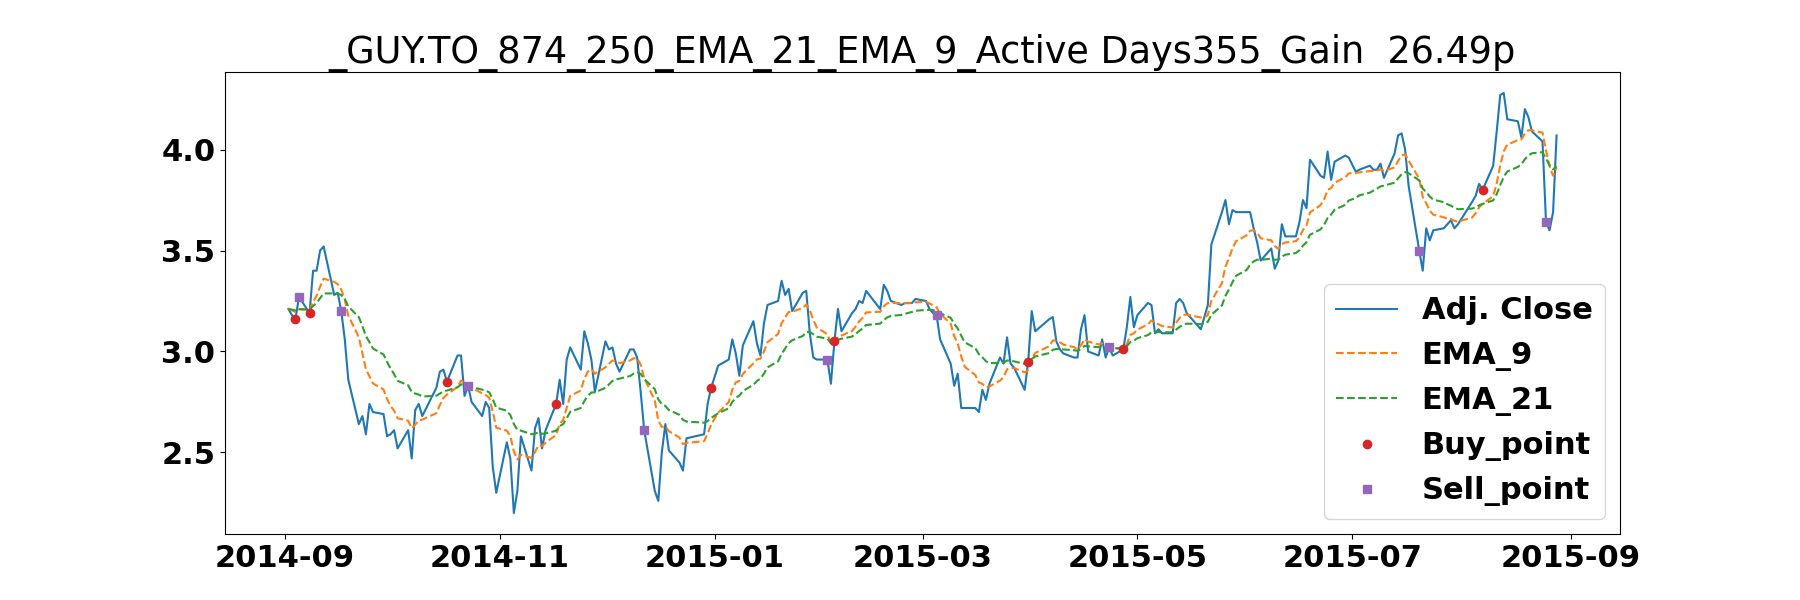 _GUY.TO_874_250_EMA_21_EMA_9_Active Days355_Gain  26.49p
4.0
3.5
3.0
2.5
2014-09
2014-11
2015-01
2015-03
2015-05
2015-07
2015-09
Adj. Close
EMA_9
EMA_21
Buy_point
Sell_point